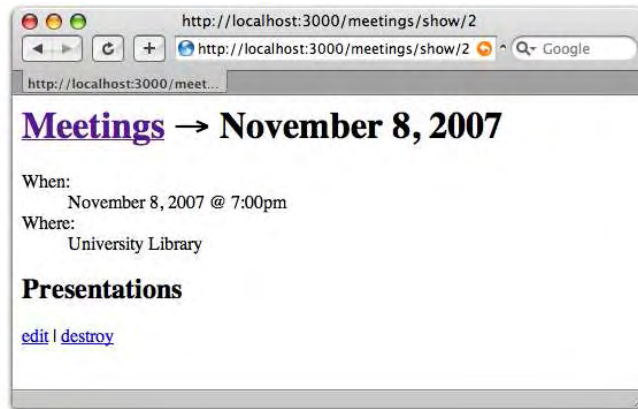 http://localhost:3000/meetings/show/2
http://localhost:3000/meetings/show/2
Google
http://localhost:3000/meet...
Meetings → November 8, 2007
When:
November 8, 2007 @ 7:00pm
Where:
University Library
Presentations
edit | destroy